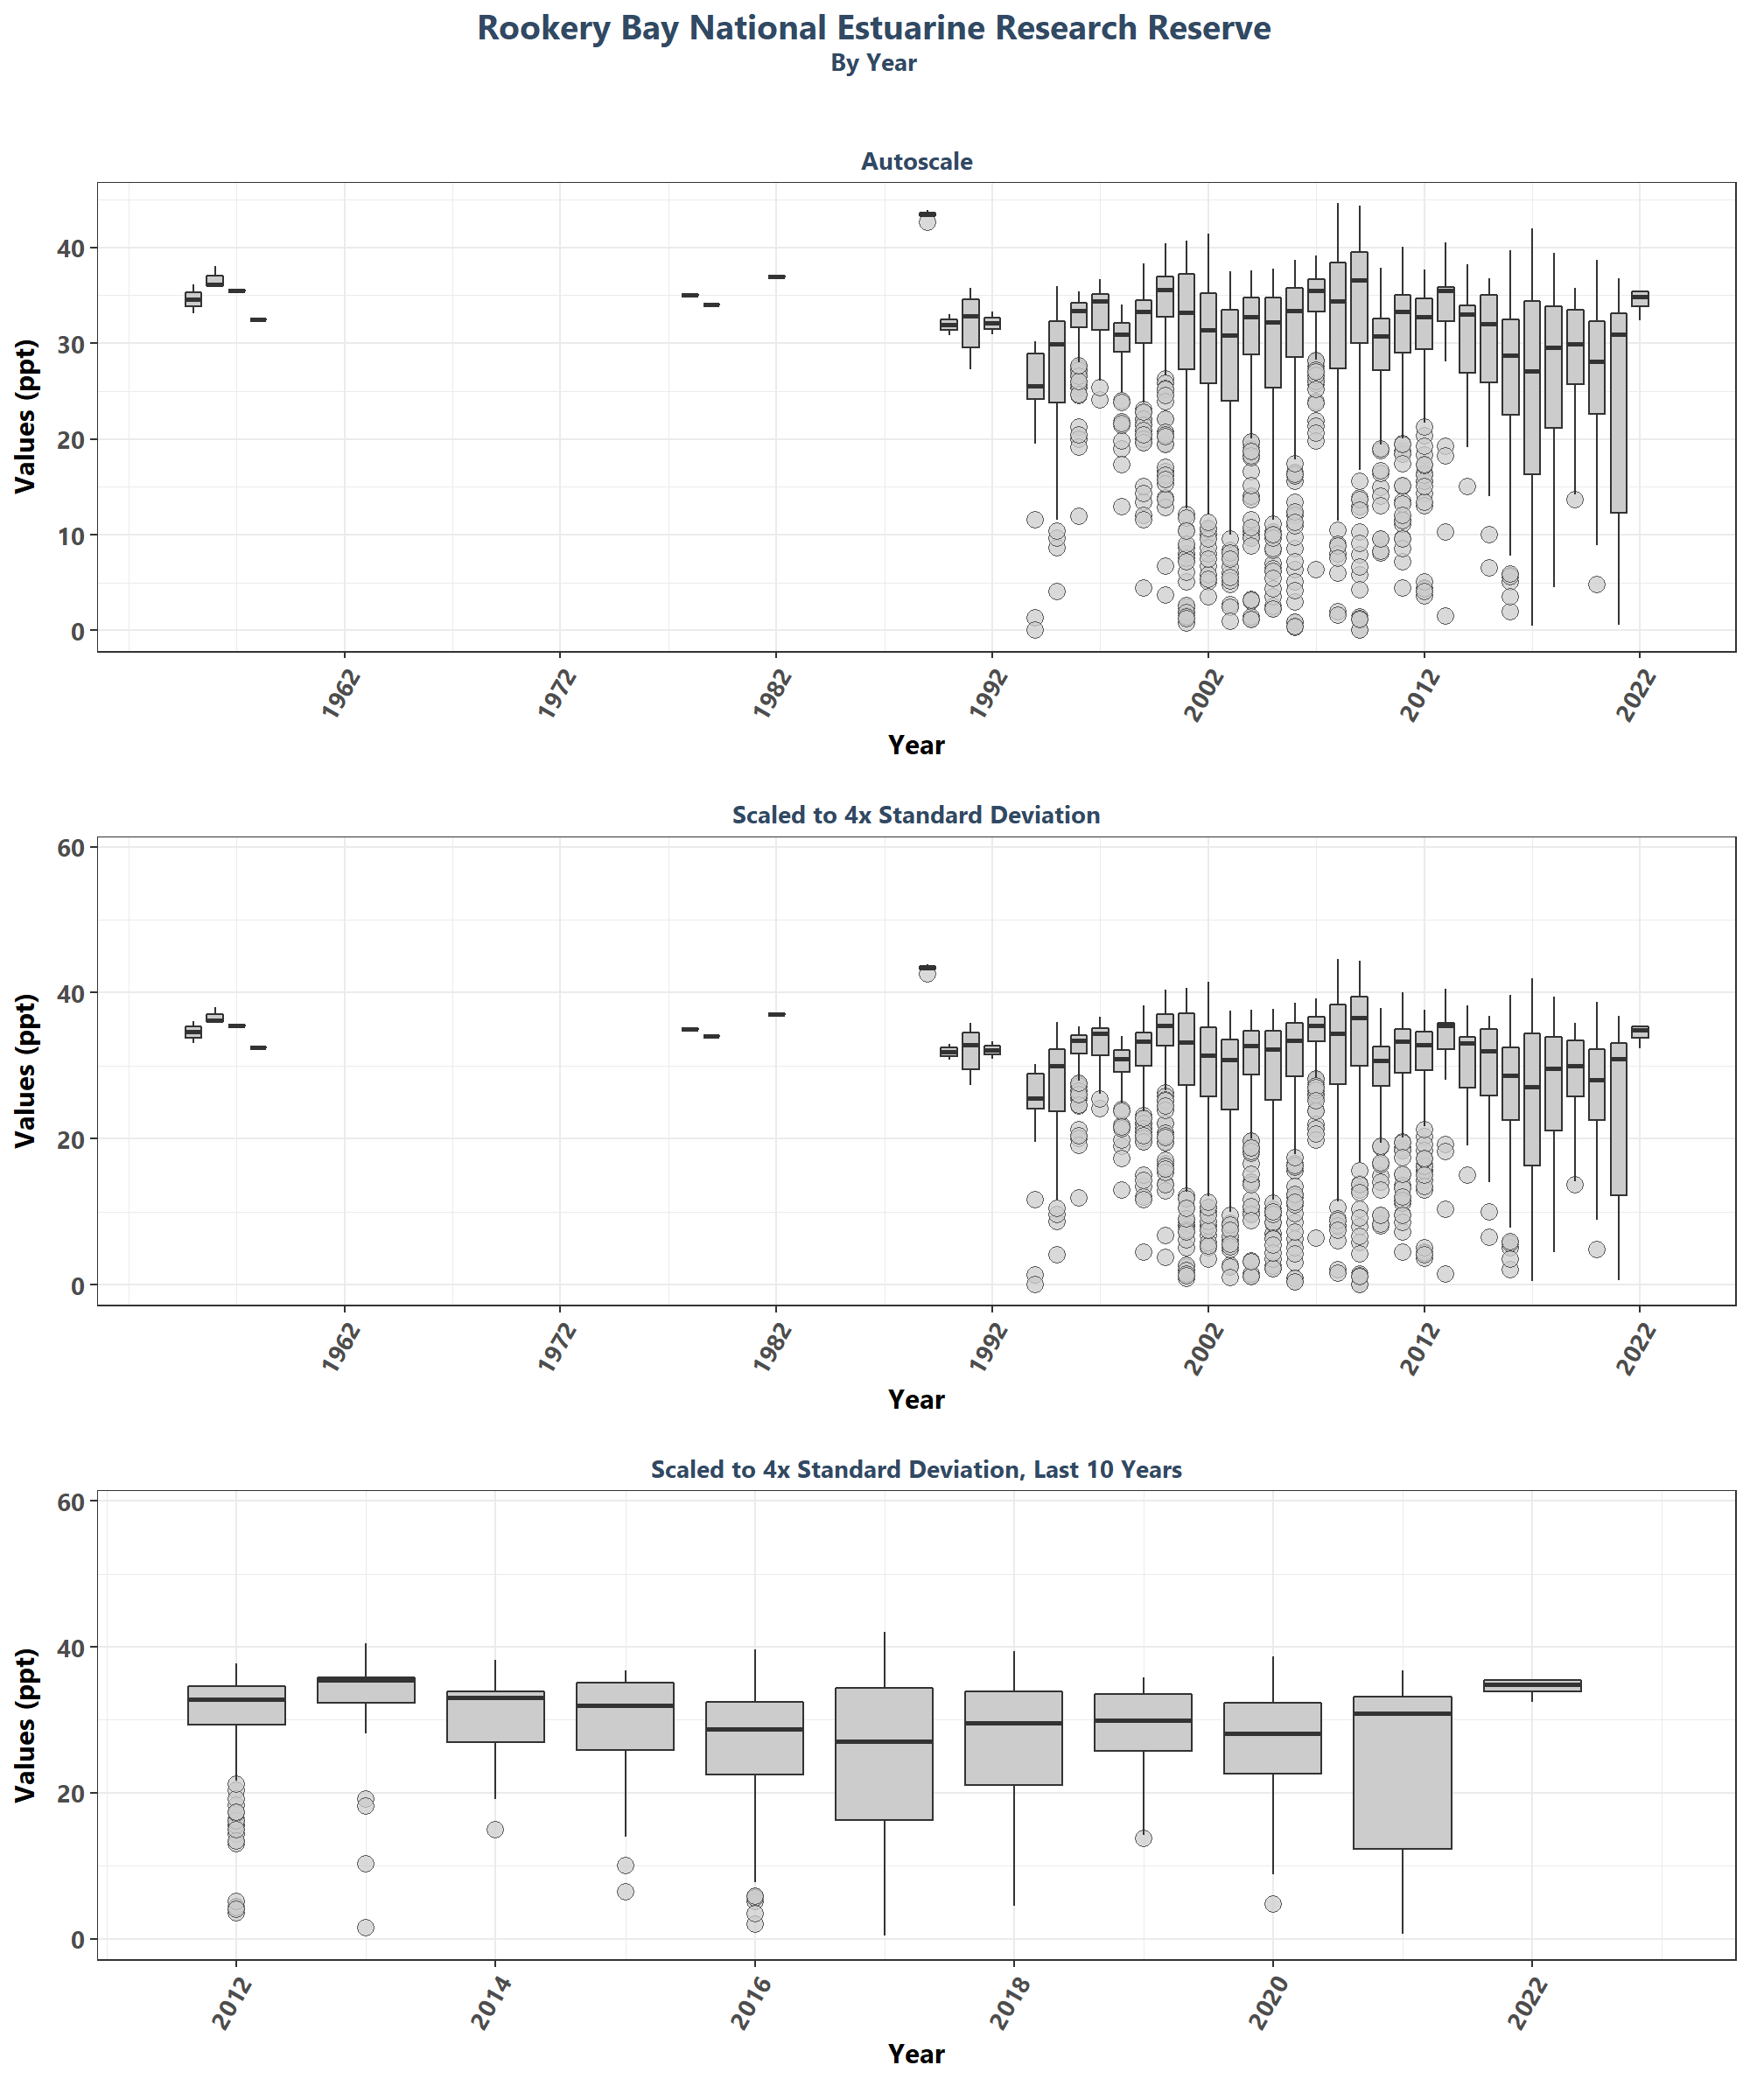 Rookery Bay National Estuarine Research Reserve
By Year
Autoscale
Values (ppt)
40
30
20
10
0
1962 1972 1982 1992 2002 2012 2022
Year
Scaled to 4x Standard Deviation
Values (ppt)
60
40
20
0
1962 1972 1982 1992 2002 2012 2022
Year
Scaled to 4x Standard Deviation, Last 10 Years
Values (ppt)
60
40
20
0
2012 2014 2016 2018 2020 2022
Year